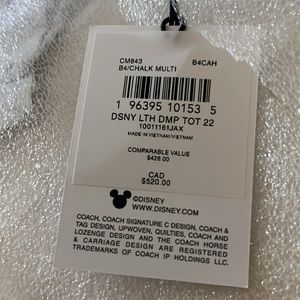 CM843 B4CAH
B4/CHALK MULTI
1 96395 10153 5
DSNY LTH DMP TOT 22
10011161JAX
MADE IN VIETNAM/VIETNAM
COMPARABLE VALUE
$428.00
CAD
$520.00
©DISNEY
WWW.DISNEY.COM
COACH, COACH SIGNATURE C DESIGN, COACH &
TAG DESIGN, UPWOVEN, QUILTIES, COACH AND
LOZENGE DESIGN AND THE COACH HORSE
& CARRIAGE DESIGN ARE REGISTERED
TRADEMARKS OF COACH IP HOLDINGS LLC.